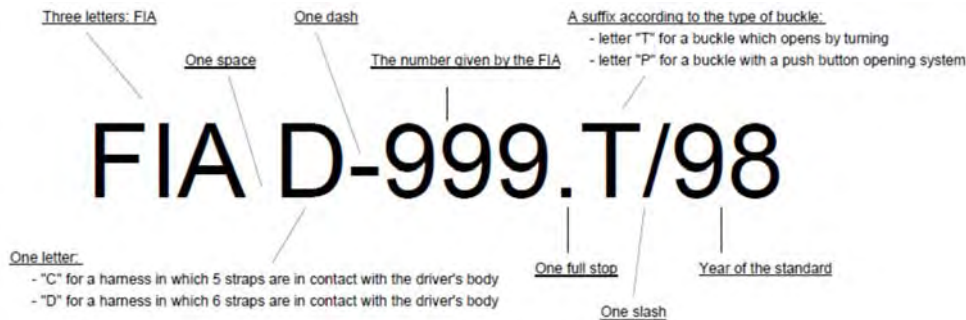 Three letters: FIA
One dash
A suffix according to the type of buckle:
- letter "T" for a buckle which opens by turning
One space
The number given by the FIA
- letter "P" for a buckle with a push button opening system
FIA D-999.T/98
One letter:
- "C" for a harness in which 5 straps are in contact with the driver's body
- "D" for a harness in which 6 straps are in contact with the driver's body
One full stop
Year of the standard
One slash